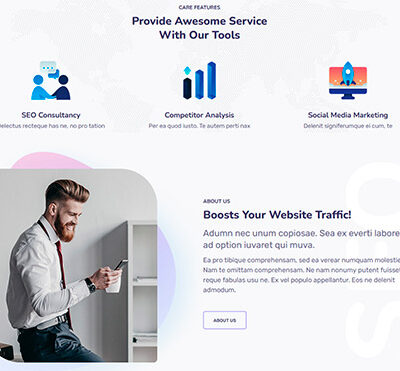 CARE FEATURES
Provide Awesome Service
With Our Tools
SEO Consultancy
Competitor Analysis
Social Media Marketing
delectus recteque has ne, no pro tation
Per ea quod iusto. Te autem perti nax
Delenit signiferumque ei cum, te
ABOUT US
Boosts Your Website Traffic!
Adumn nec unum copiosae. Sea ex everti labore
ad option iuvaret qui muva.
Ea pro tibique comprehensam, sed ea verear numquam molestie
Nam te omittam comprehensam. Ne nam nonumy putent fuisset
reque fabulas usu ne. Ex vel populo appellantur. Eos ne delenit
admodum.
ABOUT US